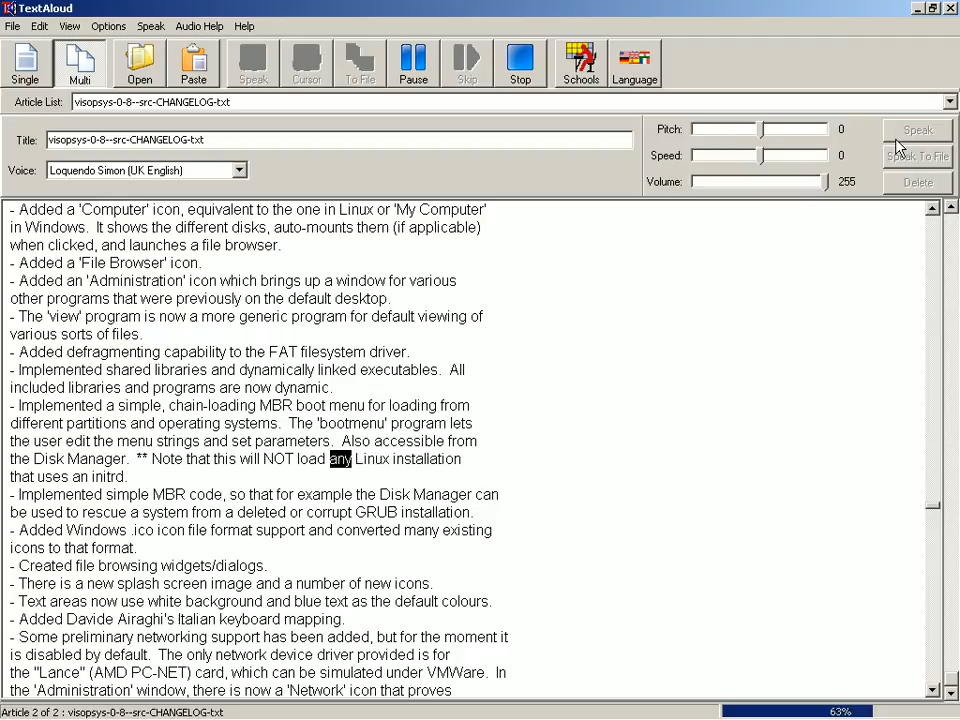 TextAloud
File Edit View Options Speak Audio Help Help
Single Multi Open Paste Speak Cursor To File Pause Skip Stop Schools Language
Article List: visopsys-0-8--src-CHANGELOG-txt
Title: visopsys-0-8--src-CHANGELOG-txt
Voice: Loquendo Simon (UK English)
Pitch: 0 Speak
Speed: 0 Speak To File
Volume: 255 Delete
- Added a 'Computer' icon, equivalent to the one in Linux or 'My Computer'
in Windows. It shows the different disks, auto-mounts them (if applicable)
when clicked, and launches a file browser.
- Added a 'File Browser' icon.
- Added an 'Administration' icon which brings up a window for various
other programs that were previously on the default desktop.
- The 'view' program is now a more generic program for default viewing of
various sorts of files.
- Added defragmenting capability to the FAT filesystem driver.
- Implemented shared libraries and dynamically linked executables. All
included libraries and programs are now dynamic.
- Implemented a simple, chain-loading MBR boot menu for loading from
different partitions and operating systems. The 'bootmenu' program lets
the user edit the menu strings and set parameters. Also accessible from
the Disk Manager. ** Note that this will NOT load any Linux installation
that uses an initrd.
- Implemented simple MBR code, so that for example the Disk Manager can
be used to rescue a system from a deleted or corrupt GRUB installation.
- Added Windows .ico icon file format support and converted many existing
icons to that format.
- Created file browsing widgets/dialogs.
- There is a new splash screen image and a number of new icons.
- Text areas now use white background and blue text as the default colours.
- Added Davide Airaghi's Italian keyboard mapping.
- Some preliminary networking support has been added, but for the moment it
is disabled by default. The only network device driver provided is for
the "Lance" (AMD PC-NET) card, which can be simulated under VMWare. In
the 'Administration' window, there is now a 'Network' icon that proves
Article 2 of 2 : visopsys-0-8--src-CHANGELOG-txt 63%